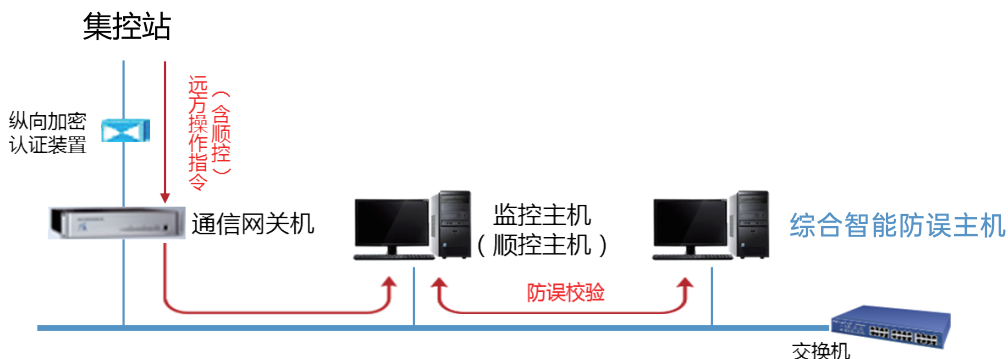 集控站
纵向加密
认证装置
远方操作指令
（含顺控）
通信网关机
监控主机
（顺控主机）
综合智能防误主机
防误校验
交换机